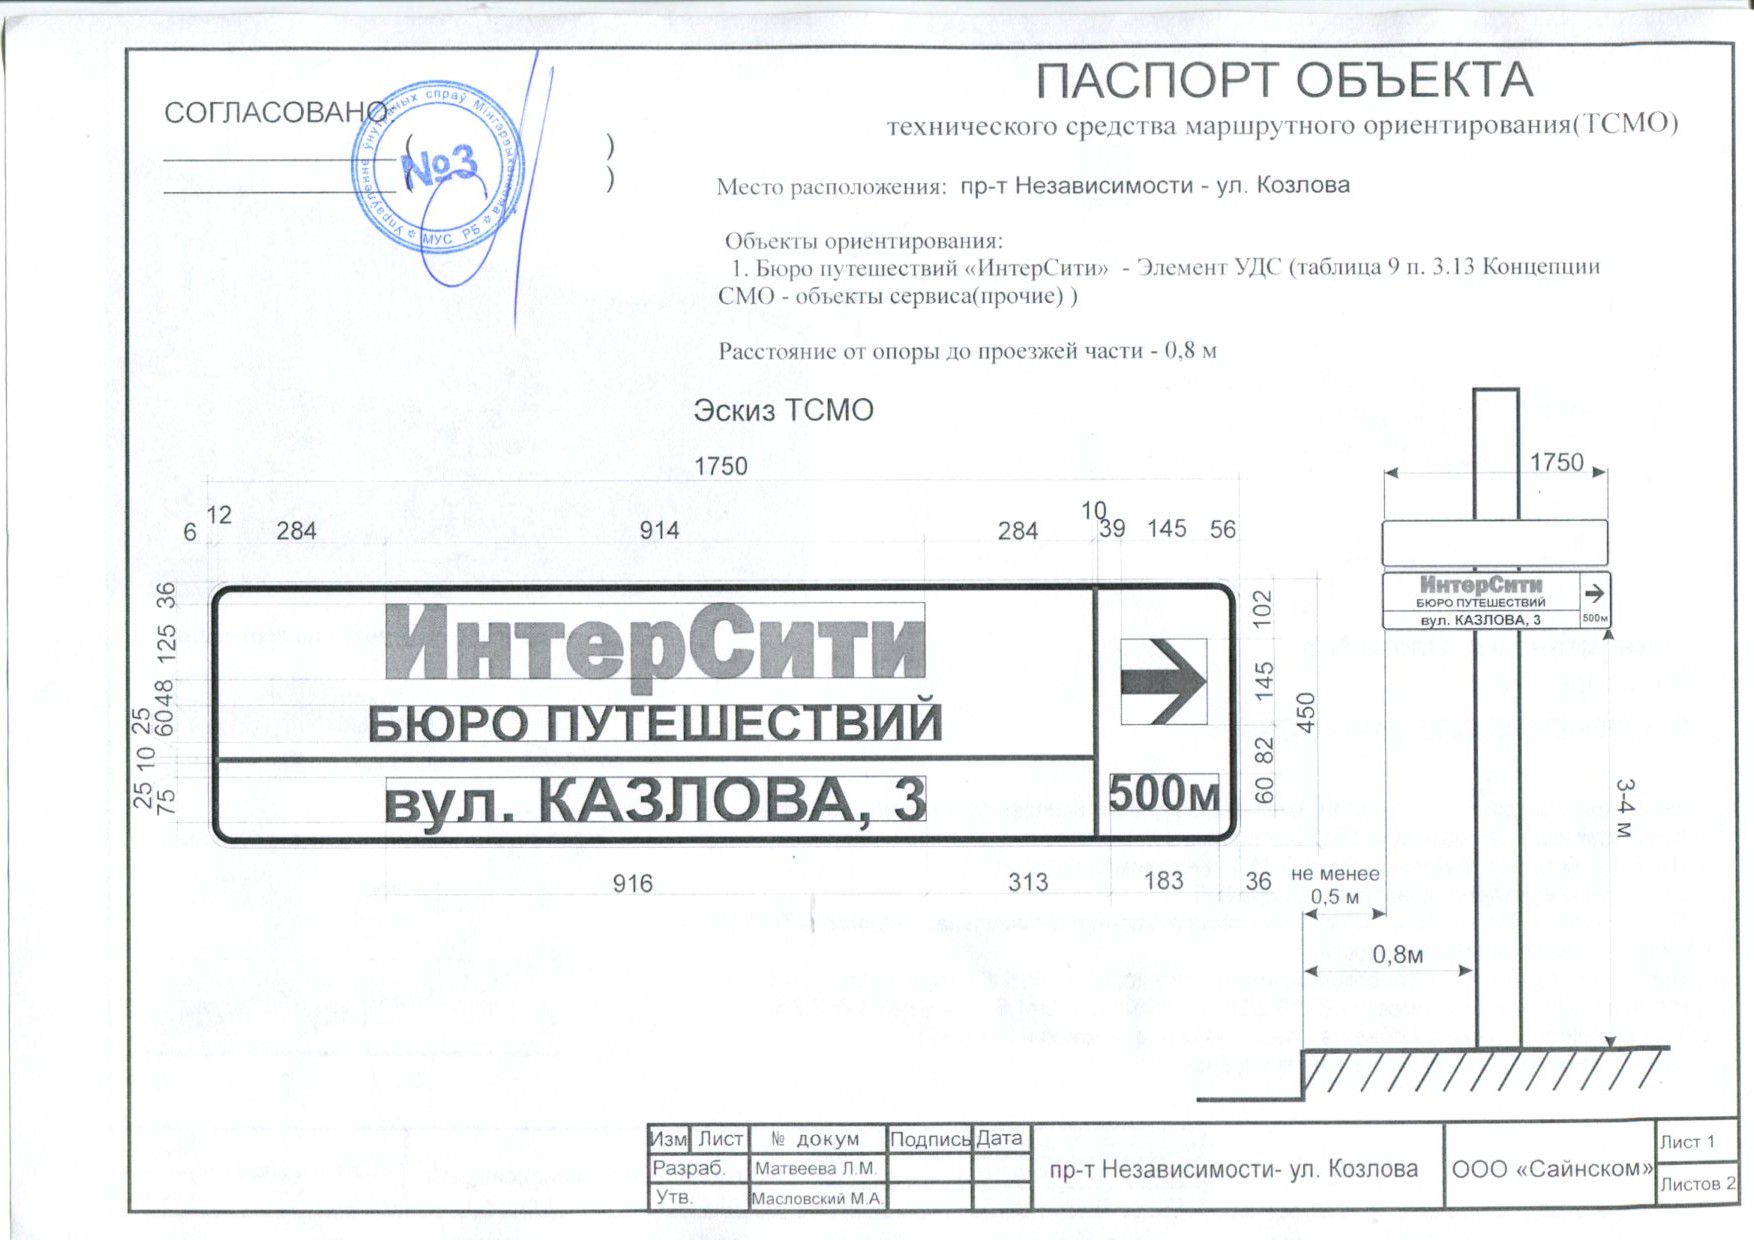 ПАСПОРТ ОБЪЕКТА
технического средства маршрутного ориентирования(ТСМО)
СОГЛАСОВАНО:
( )
( )
Упраўленне ўнутраных спраў Мінгарвыканкома
МУС РБ
№3
Место расположения: пр-т Независимости - ул. Козлова
Объекты ориентирования:
1. Бюро путешествий «ИнтерСити» - Элемент УДС (таблица 9 п. 3.13 Концепции
СМО - объекты сервиса(прочие) )
Расстояние от опоры до проезжей части - 0,8 м
Эскиз ТСМО
1750
6 12 284 914 284 10 39 145 56
36
125
48
60
25
10
25
75
ИнтерСити
БЮРО ПУТЕШЕСТВИЙ
вул. КАЗЛОВА, 3
500м
102
145
82
60
450
916 313 183 36
1750
ИнтерСити
БЮРО ПУТЕШЕСТВИЙ
вул. КАЗЛОВА, 3
500м
3-4 м
не менее
0,5 м
0,8м
Изм Лист № докум Подпись Дата
Разраб. Матвеева Л.М.
Утв. Масловский М.А.
пр-т Независимости- ул. Козлова
ООО «Сайнском»
Лист 1
Листов 2